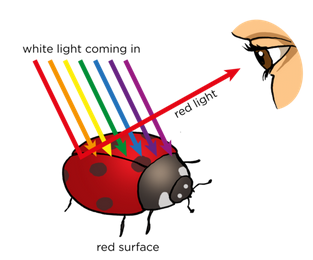 white light coming in
red light
red surface